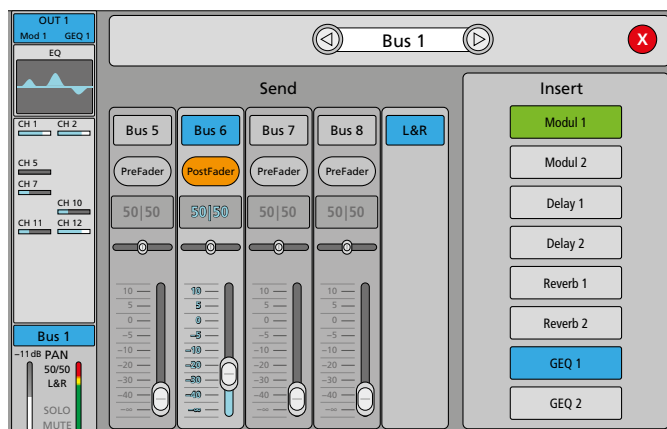 OUT 1
Mod 1 GEQ 1
EQ
CH 1 CH 2
CH 5
CH 7
CH 10
CH 11 CH 12
Bus 1
-11dB PAN
50/50
L&R
SOLO
MUTE
Bus 1
X
Send
Bus 5 Bus 6 Bus 7 Bus 8 L&R
PreFader PostFader PreFader PreFader
50|50 50|50 50|50 50|50
10 10 10 10
5 5 5 5
0 0 0 0
-5 -5 -5 -5
-10 -10 -10 -10
-20 -20 -20 -20
-30 -30 -30 -30
-40 -40 -40 -40
-∞ -∞ -∞ -∞
Insert
Modul 1
Modul 2
Delay 1
Delay 2
Reverb 1
Reverb 2
GEQ 1
GEQ 2